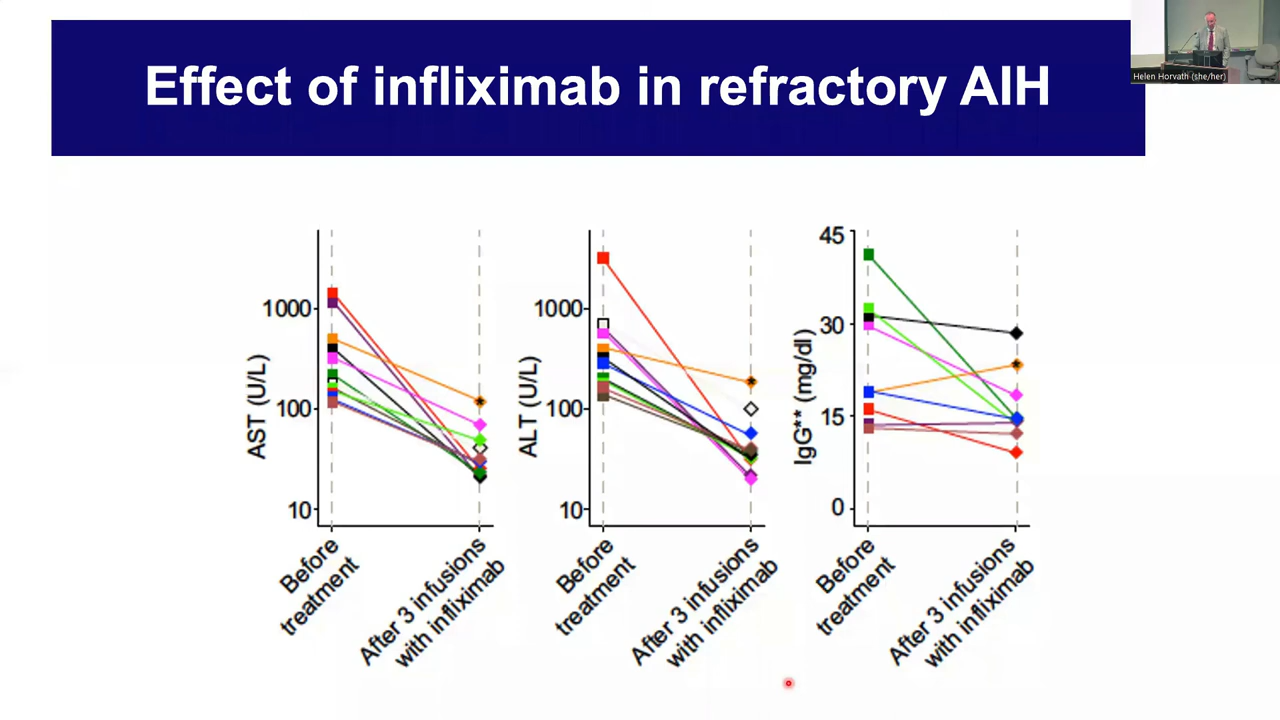 Effect of infliximab in refractory AIH
Helen Horvath (she/her)
AST (U/L)
1000
100
10
Before
treatment
After 3 infusions
with infliximab
ALT (U/L)
1000
100
10
Before
treatment
After 3 infusions
with infliximab
IgG** (mg/dl)
45
30
15
0
Before
treatment
After 3 infusions
with infliximab